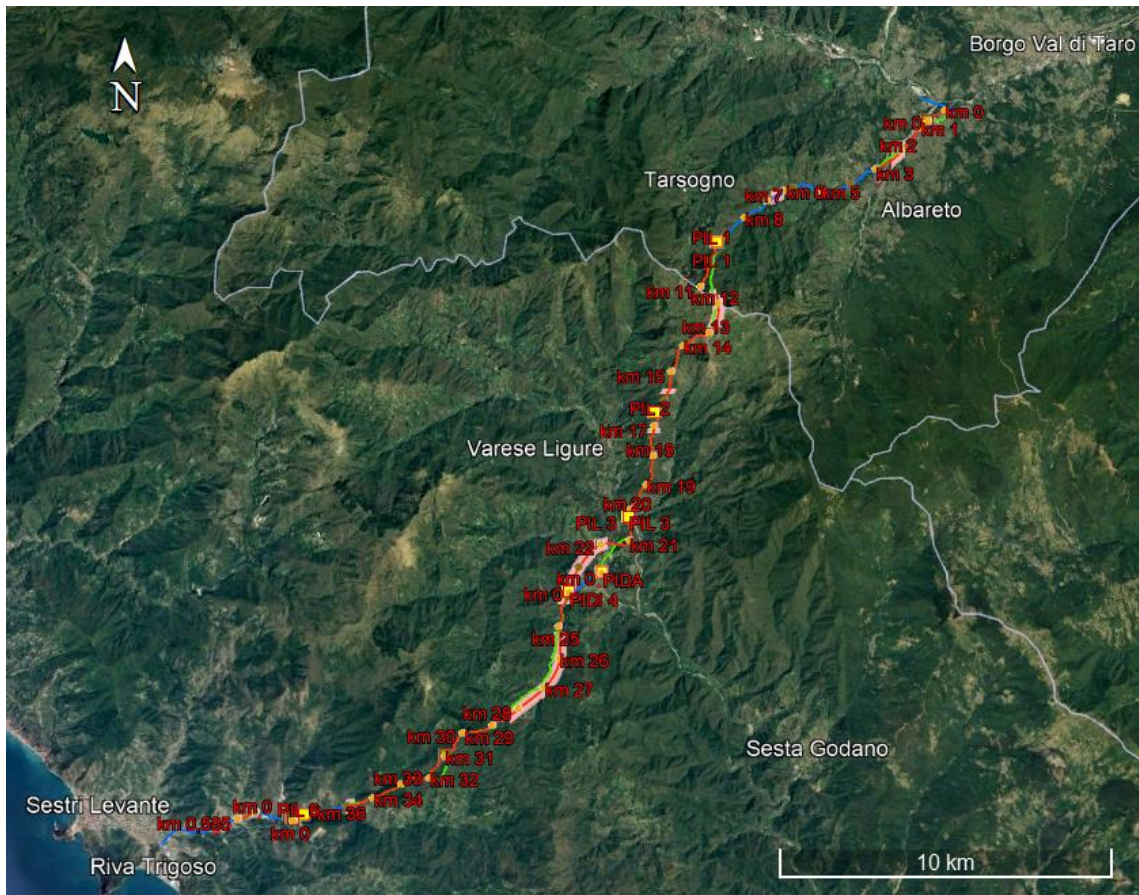 Borgo Val di Taro
N
km 0
km 0
km 1
km 2
km 3
Tarsogno
km 7
km 0
km 5
Albareto
km 8
PIL 1
PIL 1
km 11
km 12
km 13
km 14
km 15
PIL 2
km 17
Varese Ligure
km 18
km 19
km 20
PIL 3
PIL 3
km 22
km 21
km 0
PIDA
km 0
PIDI 4
km 25
km 26
km 27
km 28
km 30
km 29
km 31
Sesta Godano
km 33
km 32
km 34
Sestri Levante
km 0
PIL 6
km 36
km 0,585
km 0
Riva Trigoso
10 km